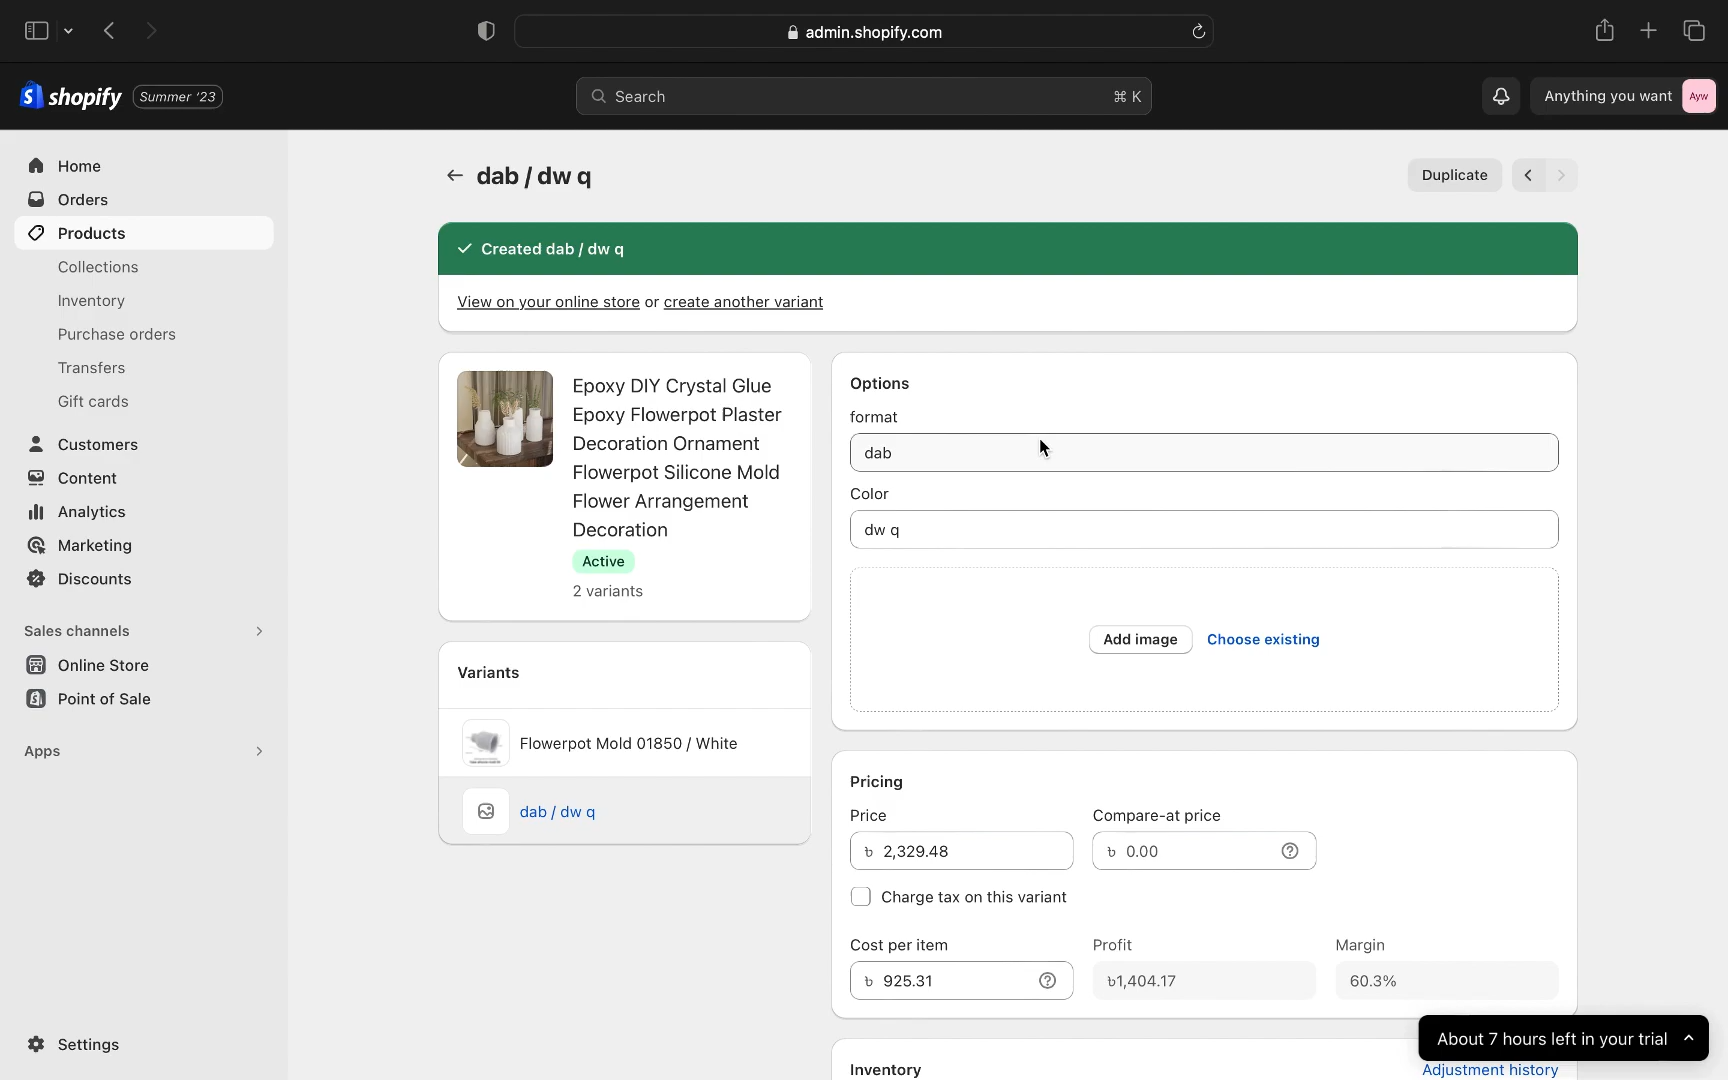 admin.shopify.com
shopify Summer '23
Search ⌘ K
Anything you want Ayw
Home
Orders
Products
Collections
Inventory
Purchase orders
Transfers
Gift cards
Customers
Content
Analytics
Marketing
Discounts
Sales channels
Online Store
Point of Sale
Apps
Settings
dab / dw q
Duplicate
Created dab / dw q
View on your online store or create another variant
Epoxy DIY Crystal Glue
Epoxy Flowerpot Plaster
Decoration Ornament
Flowerpot Silicone Mold
Flower Arrangement
Decoration
Active
2 variants
Variants
Flowerpot Mold 01850 / White
dab / dw q
Options
format
dab
Color
dw q
Add image Choose existing
Pricing
Price Compare-at price
৳ 2,329.48 ৳ 0.00
Charge tax on this variant
Cost per item Profit Margin
৳ 925.31 ৳1,404.17 60.3%
Inventory Adjustment history
About 7 hours left in your trial